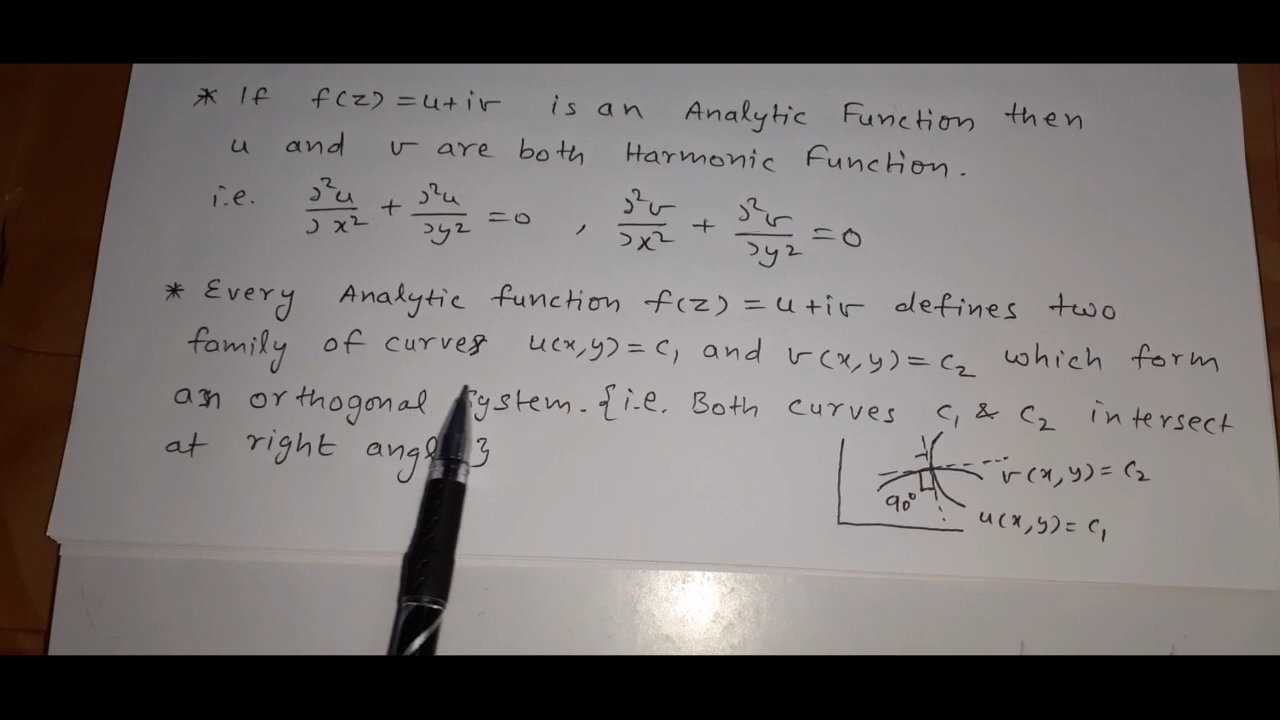 * If f(z) = u+iv is an Analytic Function then
u and v are both Harmonic Function.
i.e. ∂²u/∂x² + ∂²u/∂y² = 0 , ∂²v/∂x² + ∂²v/∂y² = 0
* Every Analytic function f(z) = u+iv defines two
family of curves u(x,y) = c₁ and v(x,y) = c₂ which form
an orthogonal system. {i.e. Both curves c₁ & c₂ intersect
at right angle}
v(x,y) = c₂
90°
u(x,y) = c₁